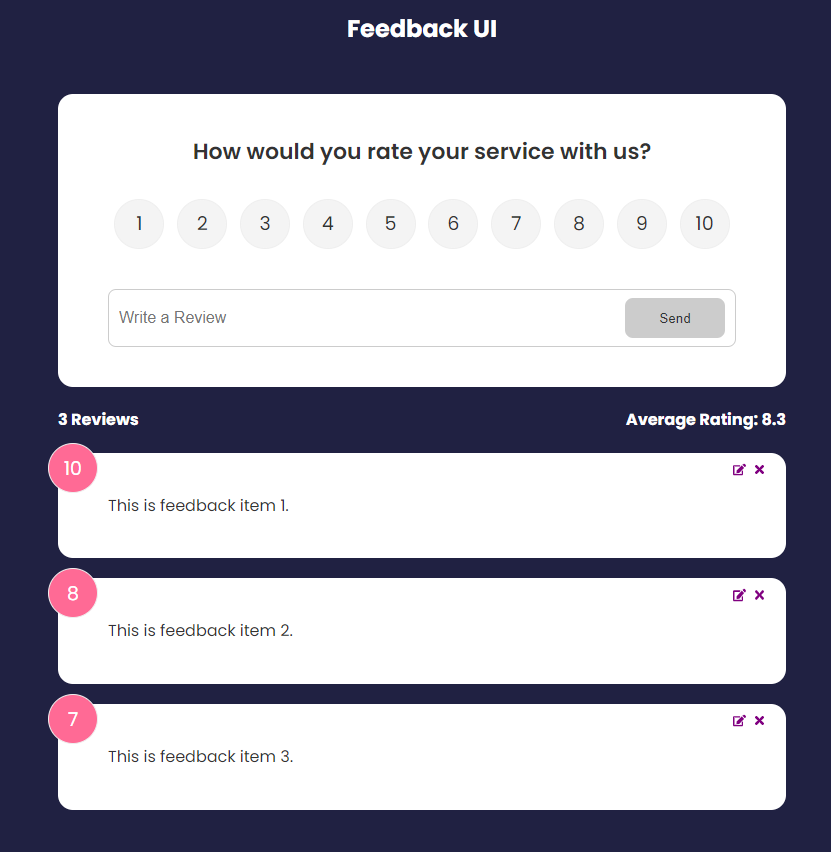 Feedback UI
How would you rate your service with us?
1 2 3 4 5 6 7 8 9 10
Write a Review Send
3 Reviews Average Rating: 8.3
10
This is feedback item 1.
8
This is feedback item 2.
7
This is feedback item 3.